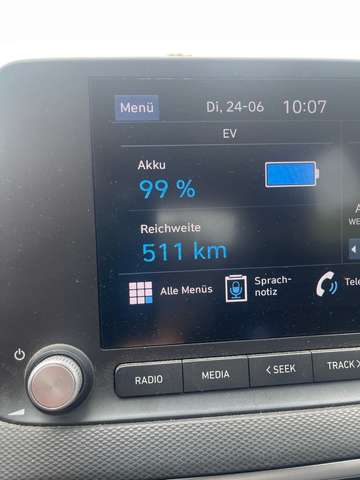 Menü Di, 24-06 10:07
EV
Akku
99 %
Reichweite
511 km
Alle Menüs
Sprach-
notiz
RADIO MEDIA <SEEK TRACK>